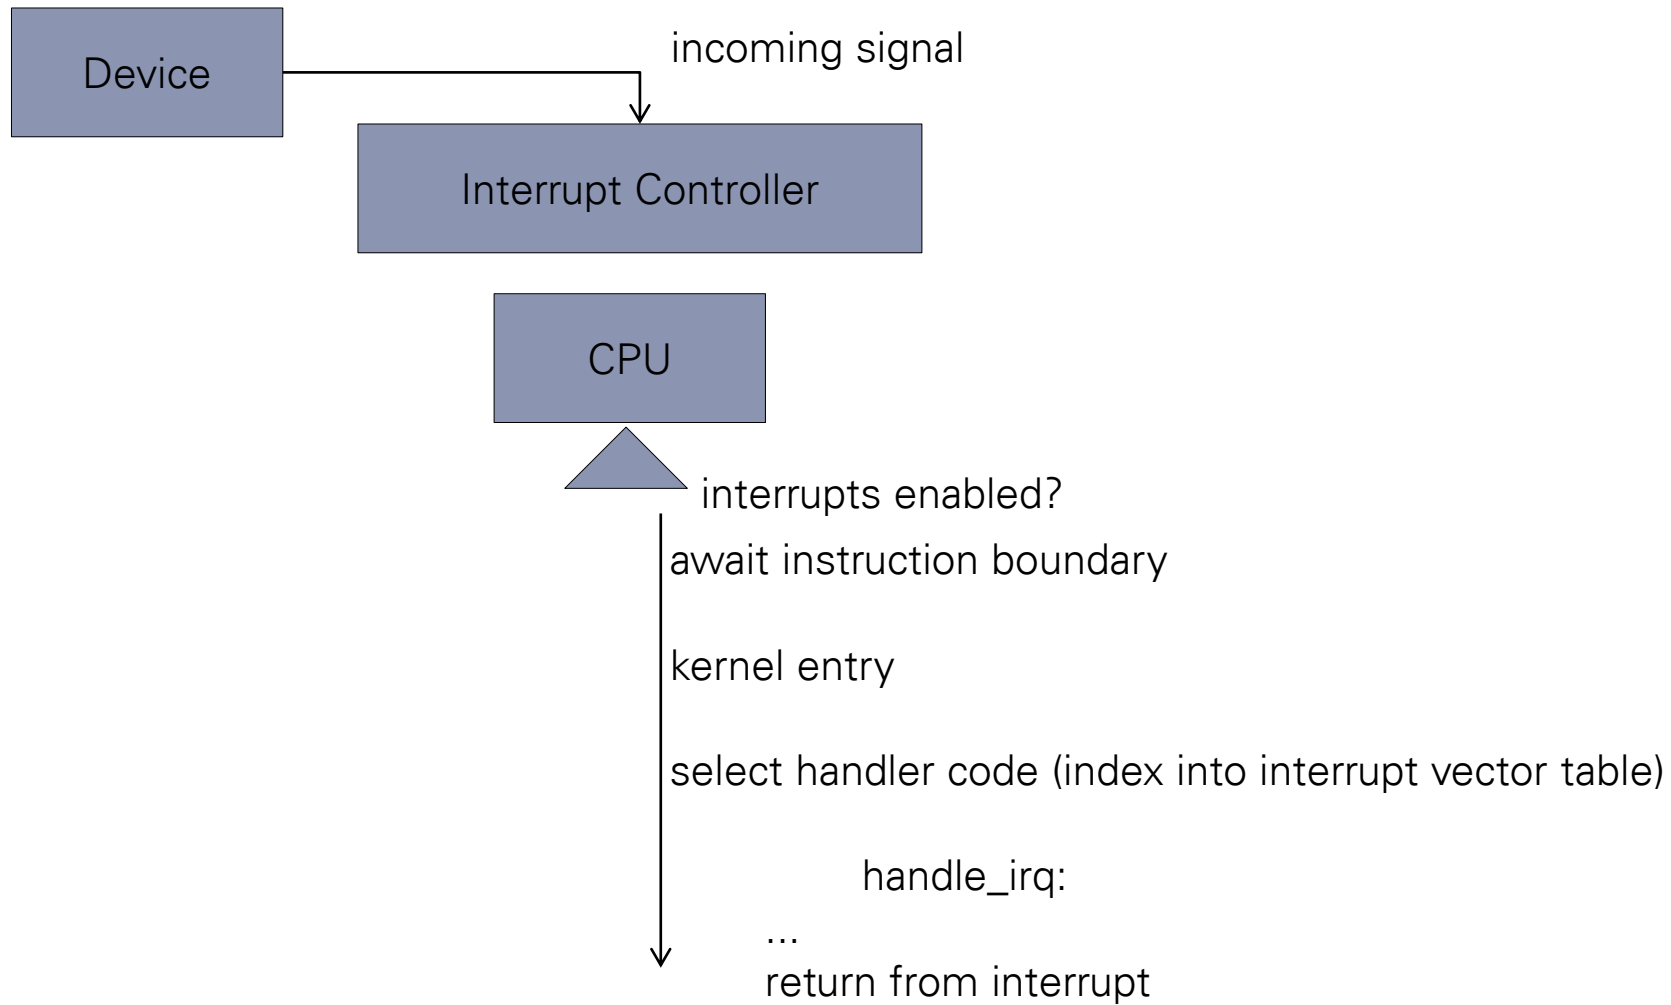 Device
incoming signal
Interrupt Controller
CPU
interrupts enabled?
await instruction boundary
kernel entry
select handler code (index into interrupt vector table)
handle_irq:
...
return from interrupt